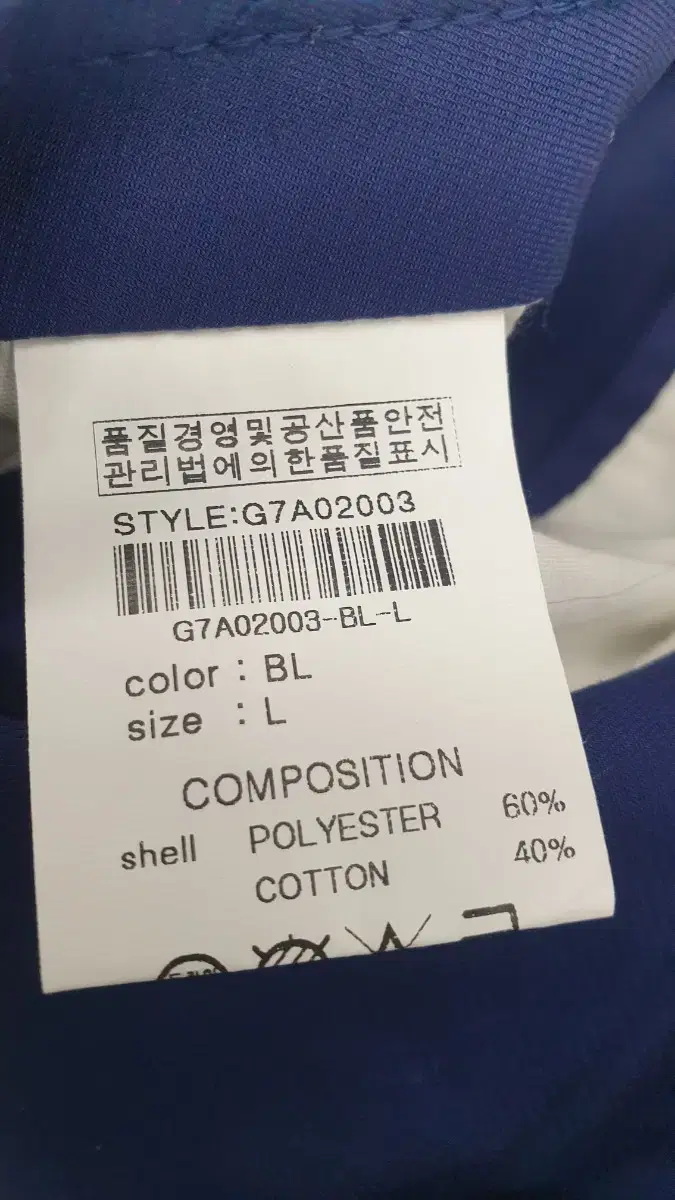 품질경영및공산품안전
관리법에의한품질표시
STYLE:G7A02003
G7A02003-BL-L
color : BL
size : L
COMPOSITION
shell POLYESTER 60%
COTTON 40%